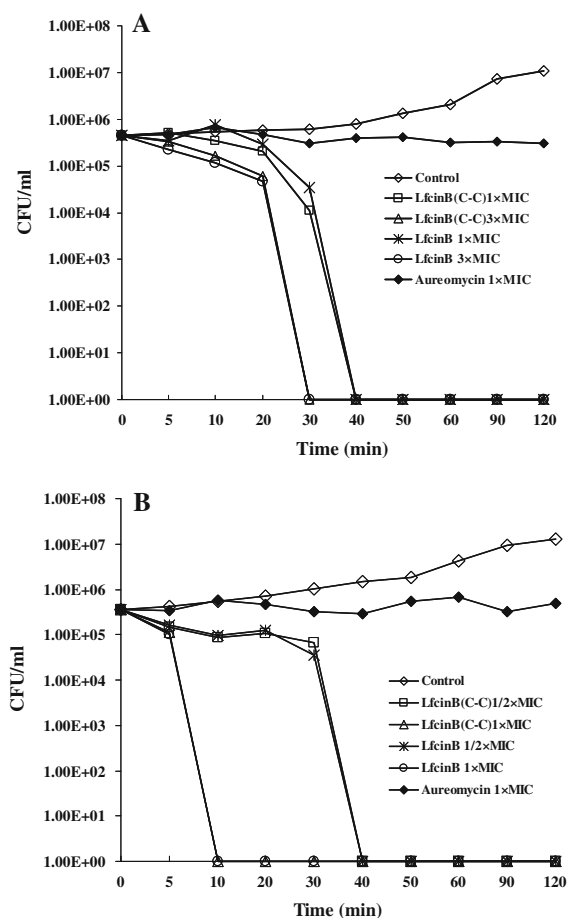 A
1.00E+08
1.00E+07
1.00E+06
1.00E+05
1.00E+04
1.00E+03
1.00E+02
1.00E+01
1.00E+00
CFU/ml
Control
LfcinB(C-C)1×MIC
LfcinB(C-C)3×MIC
LfcinB 1×MIC
LfcinB 3×MIC
Aureomycin 1×MIC
0 5 10 20 30 40 50 60 90 120
Time (min)
B
1.00E+08
1.00E+07
1.00E+06
1.00E+05
1.00E+04
1.00E+03
1.00E+02
1.00E+01
1.00E+00
CFU/ml
Control
LfcinB(C-C)1/2×MIC
LfcinB(C-C)1×MIC
LfcinB 1/2×MIC
LfcinB 1×MIC
Aureomycin 1×MIC
0 5 10 20 30 40 50 60 90 120
Time (min)